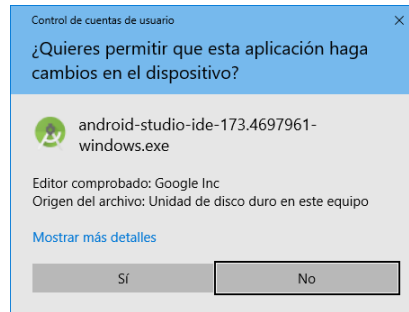 Control de cuentas de usuario
¿Quieres permitir que esta aplicación haga
cambios en el dispositivo?
android-studio-ide-173.4697961-
windows.exe
Editor comprobado: Google Inc
Origen del archivo: Unidad de disco duro en este equipo
Mostrar más detalles
Sí
No